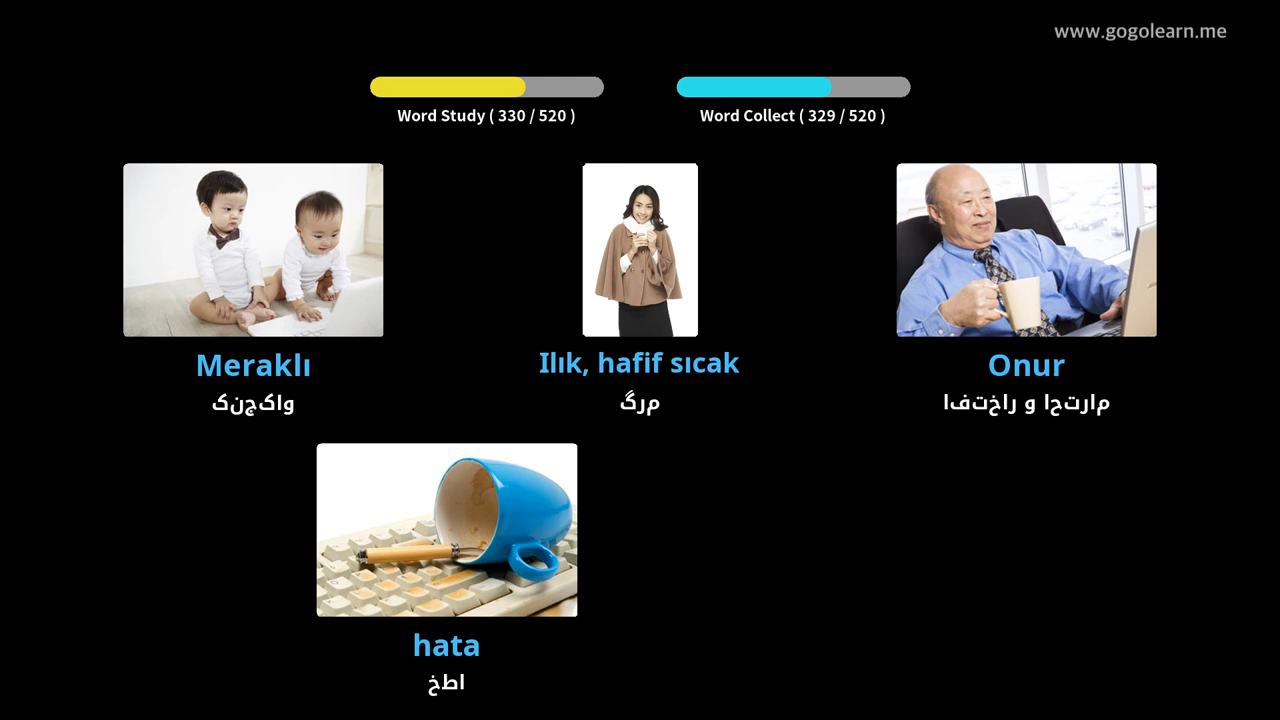 www.gogolearn.me
Word Study ( 330 / 520 )
Word Collect ( 329 / 520 )
Meraklı
واکجنک
Ilık, hafif sıcak
مرگ
Onur
مارتحا و راختفا
hata
اطخ